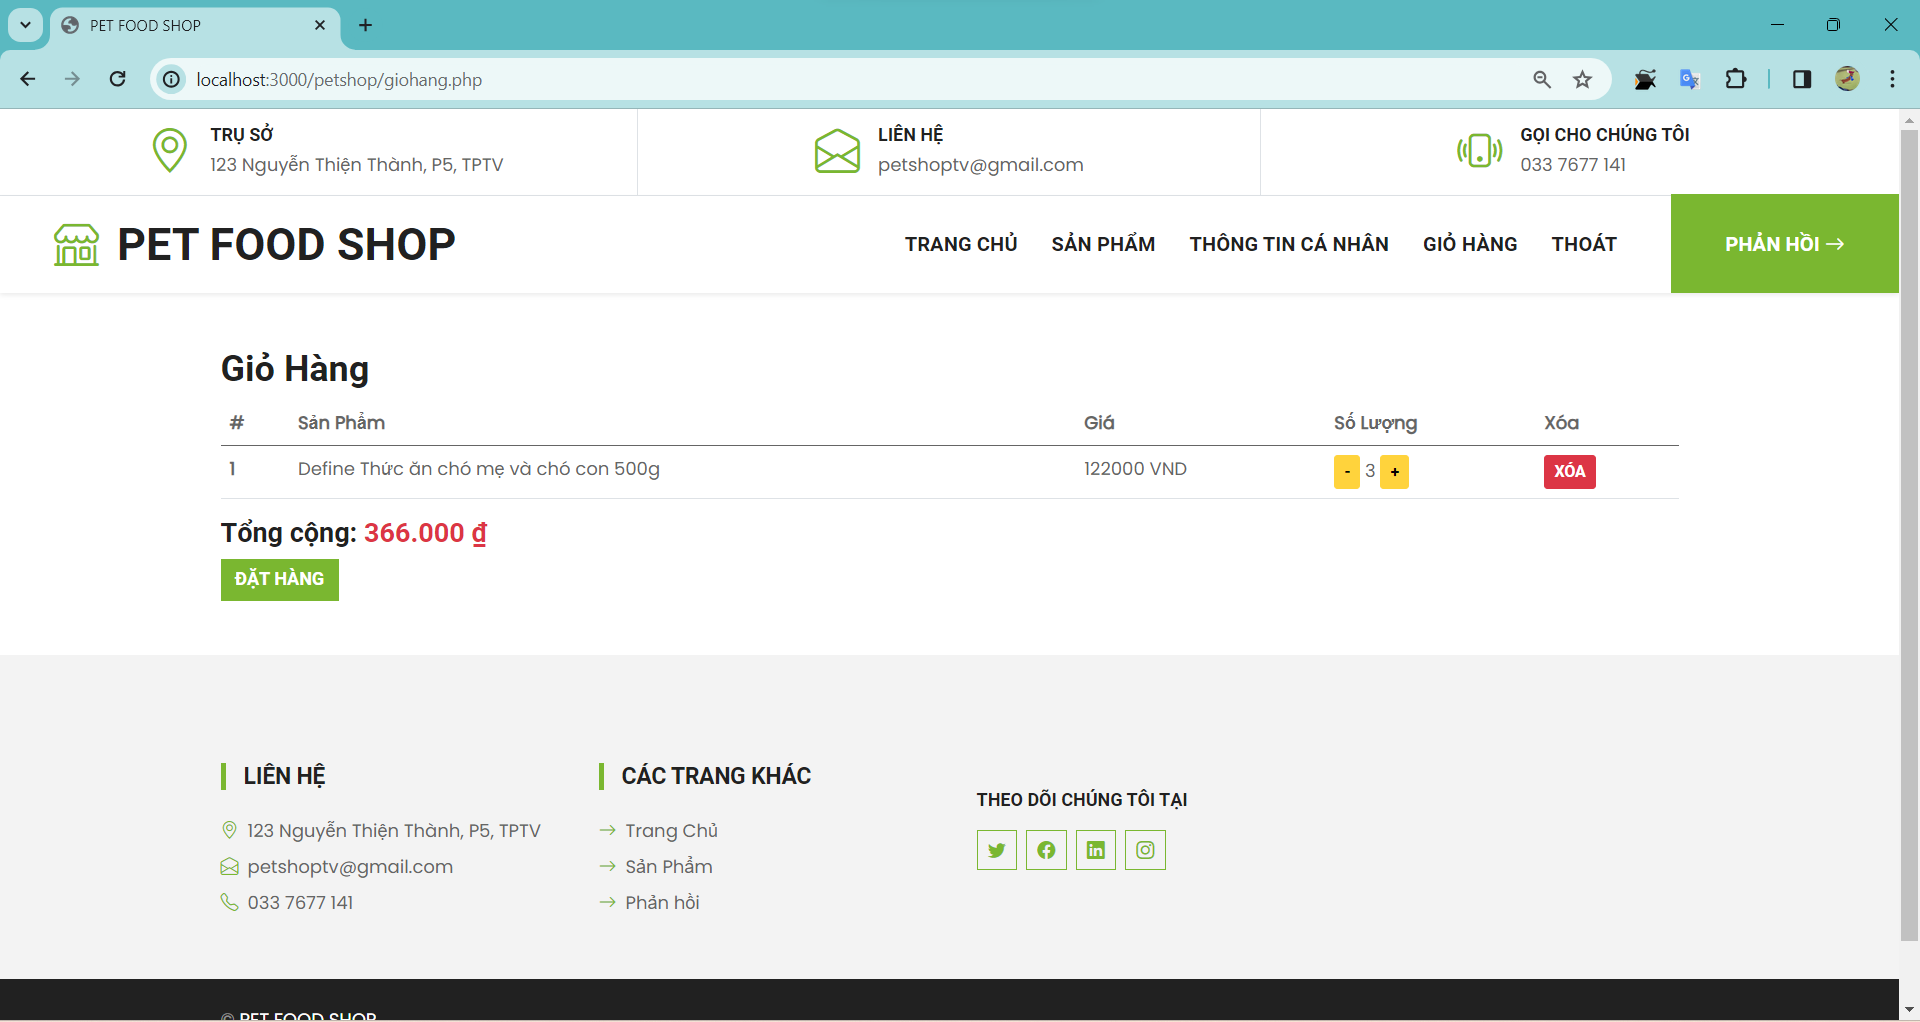 PET FOOD SHOP
localhost:3000/petshop/giohang.php
TRỤ SỞ
123 Nguyễn Thiện Thành, P5, TPTV
LIÊN HỆ
petshoptv@gmail.com
GỌI CHO CHÚNG TÔI
033 7677 141
PET FOOD SHOP
TRANG CHỦ SẢN PHẨM THÔNG TIN CÁ NHÂN GIỎ HÀNG THOÁT PHẢN HỒI →
Giỏ Hàng
# Sản Phẩm Giá Số Lượng Xóa
1 Define Thức ăn chó mẹ và chó con 500g 122000 VND - 3 + XÓA
Tổng cộng: 366.000 ₫
ĐẶT HÀNG
LIÊN HỆ
123 Nguyễn Thiện Thành, P5, TPTV
petshoptv@gmail.com
033 7677 141
CÁC TRANG KHÁC
→ Trang Chủ
→ Sản Phẩm
→ Phản hồi
THEO DÕI CHÚNG TÔI TẠI
© PET FOOD SHOP